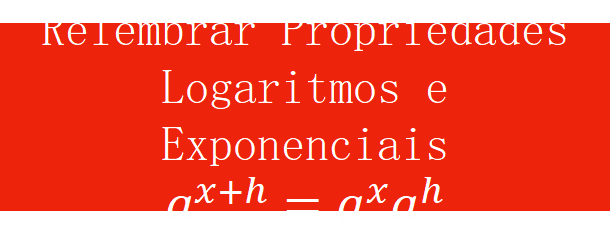 Relembrar Propriedades
Logaritmos e
Exponenciais
a^{x+h} = a^x a^h